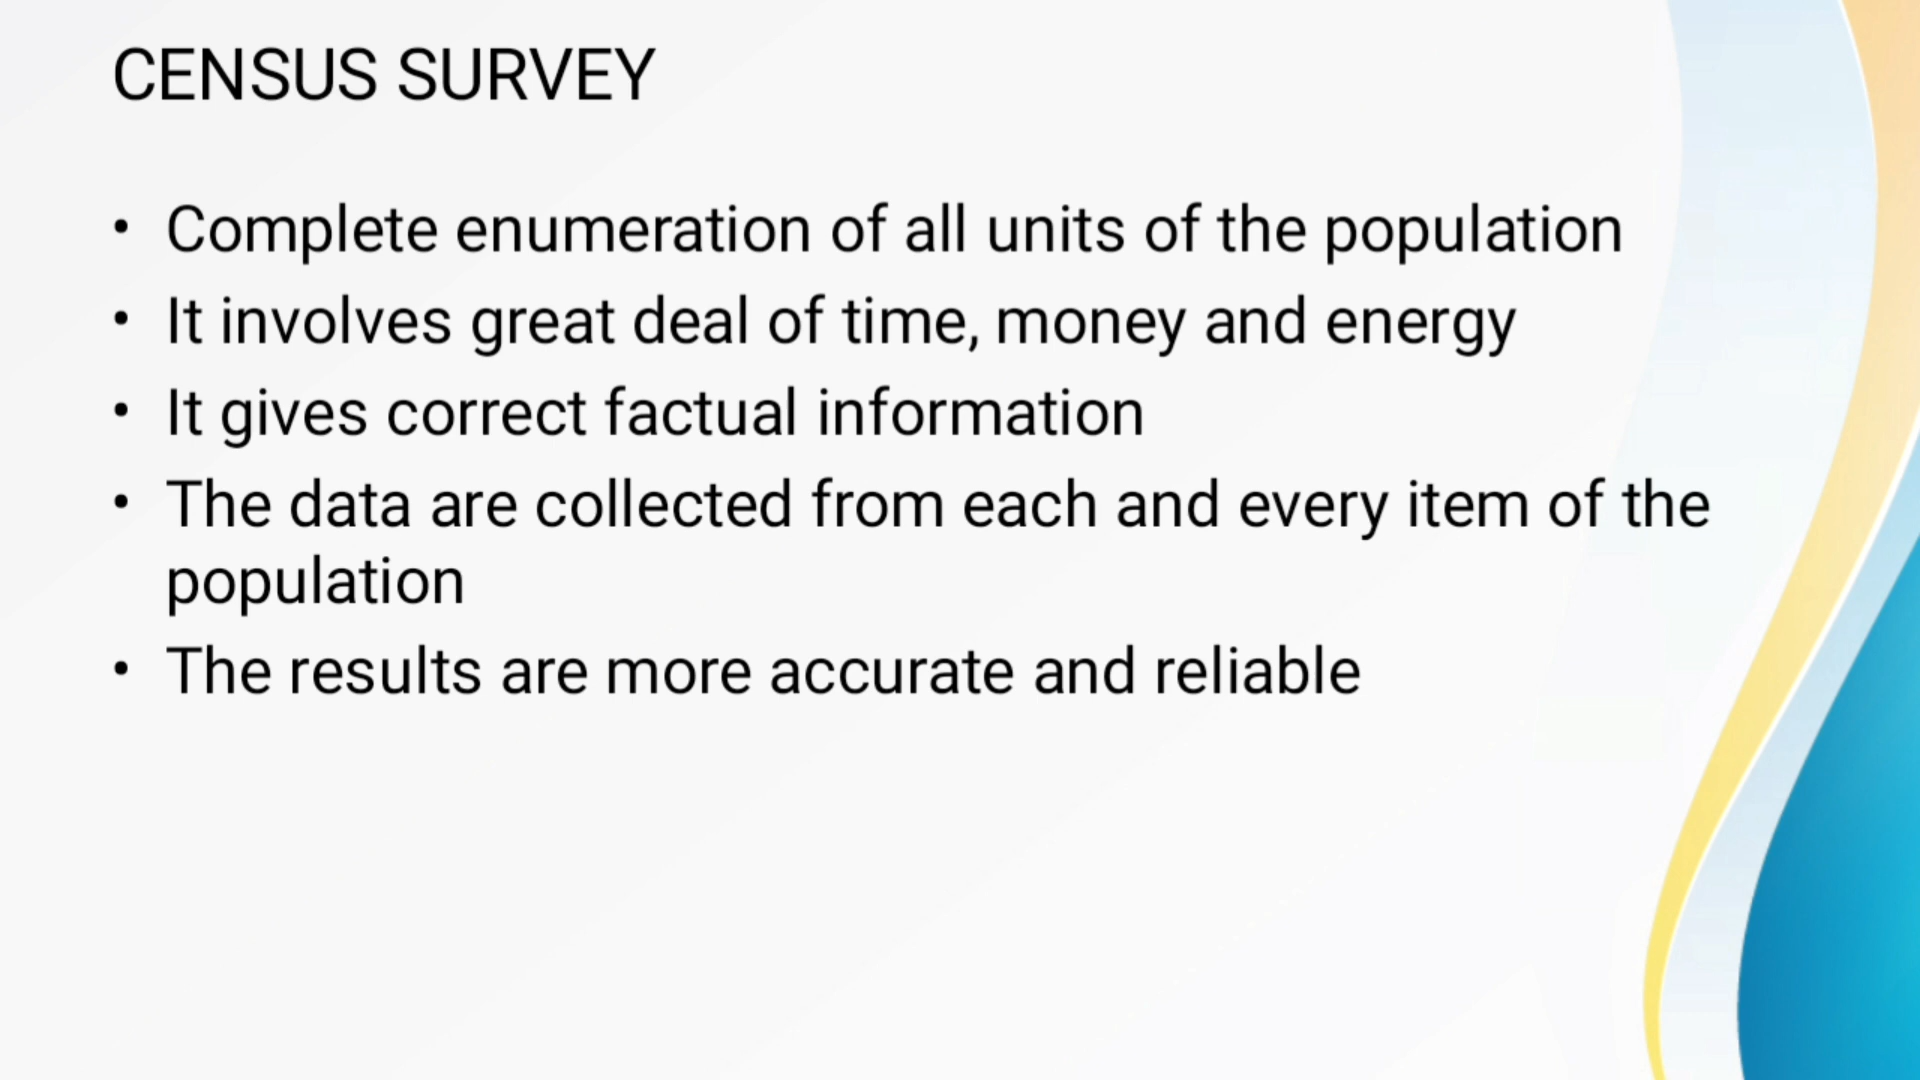 CENSUS SURVEY
• Complete enumeration of all units of the population
• It involves great deal of time, money and energy
• It gives correct factual information
• The data are collected from each and every item of the
population
• The results are more accurate and reliable